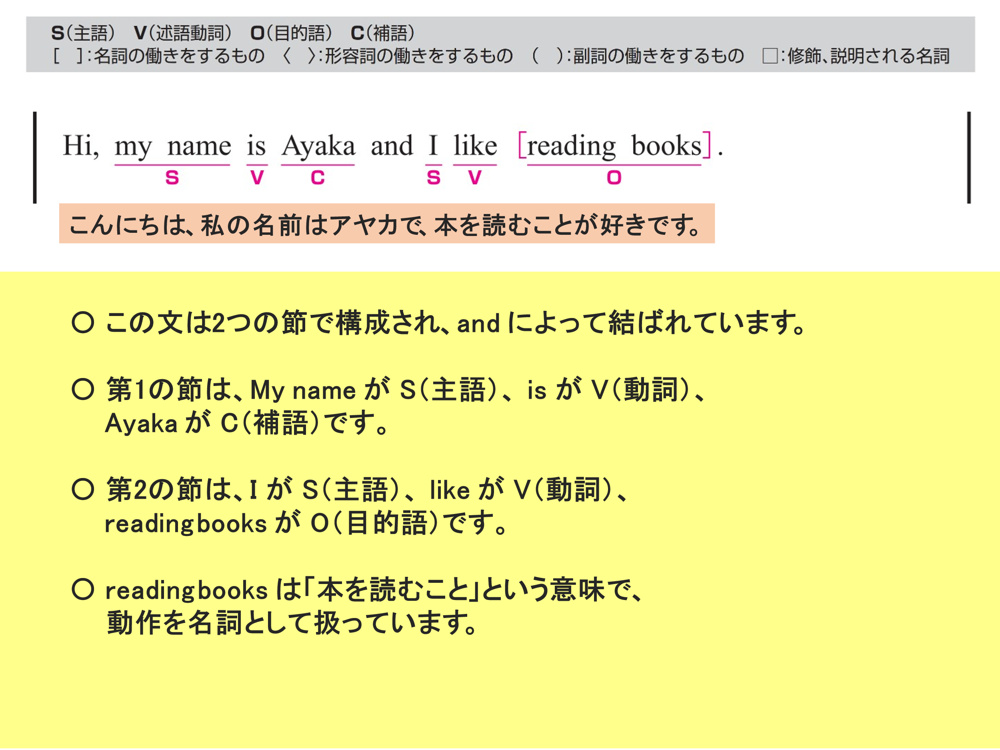 S(主語) V(述語動詞) O(目的語) C(補語)
[ ]:名詞の働きをするもの 〈 〉:形容詞の働きをするもの ( ):副詞の働きをするもの □:修飾、説明される名詞
Hi, my name is Ayaka and I like [reading books].
S V C S V O
こんにちは、私の名前はアヤカで、本を読むことが好きです。
○ この文は2つの節で構成され、and によって結ばれています。
○ 第1の節は、My name が S(主語)、is が V(動詞)、
Ayaka が C(補語)です。
○ 第2の節は、I が S(主語)、like が V(動詞)、
readingbooks が O(目的語)です。
○ readingbooks は「本を読むこと」という意味で、
動作を名詞として扱っています。